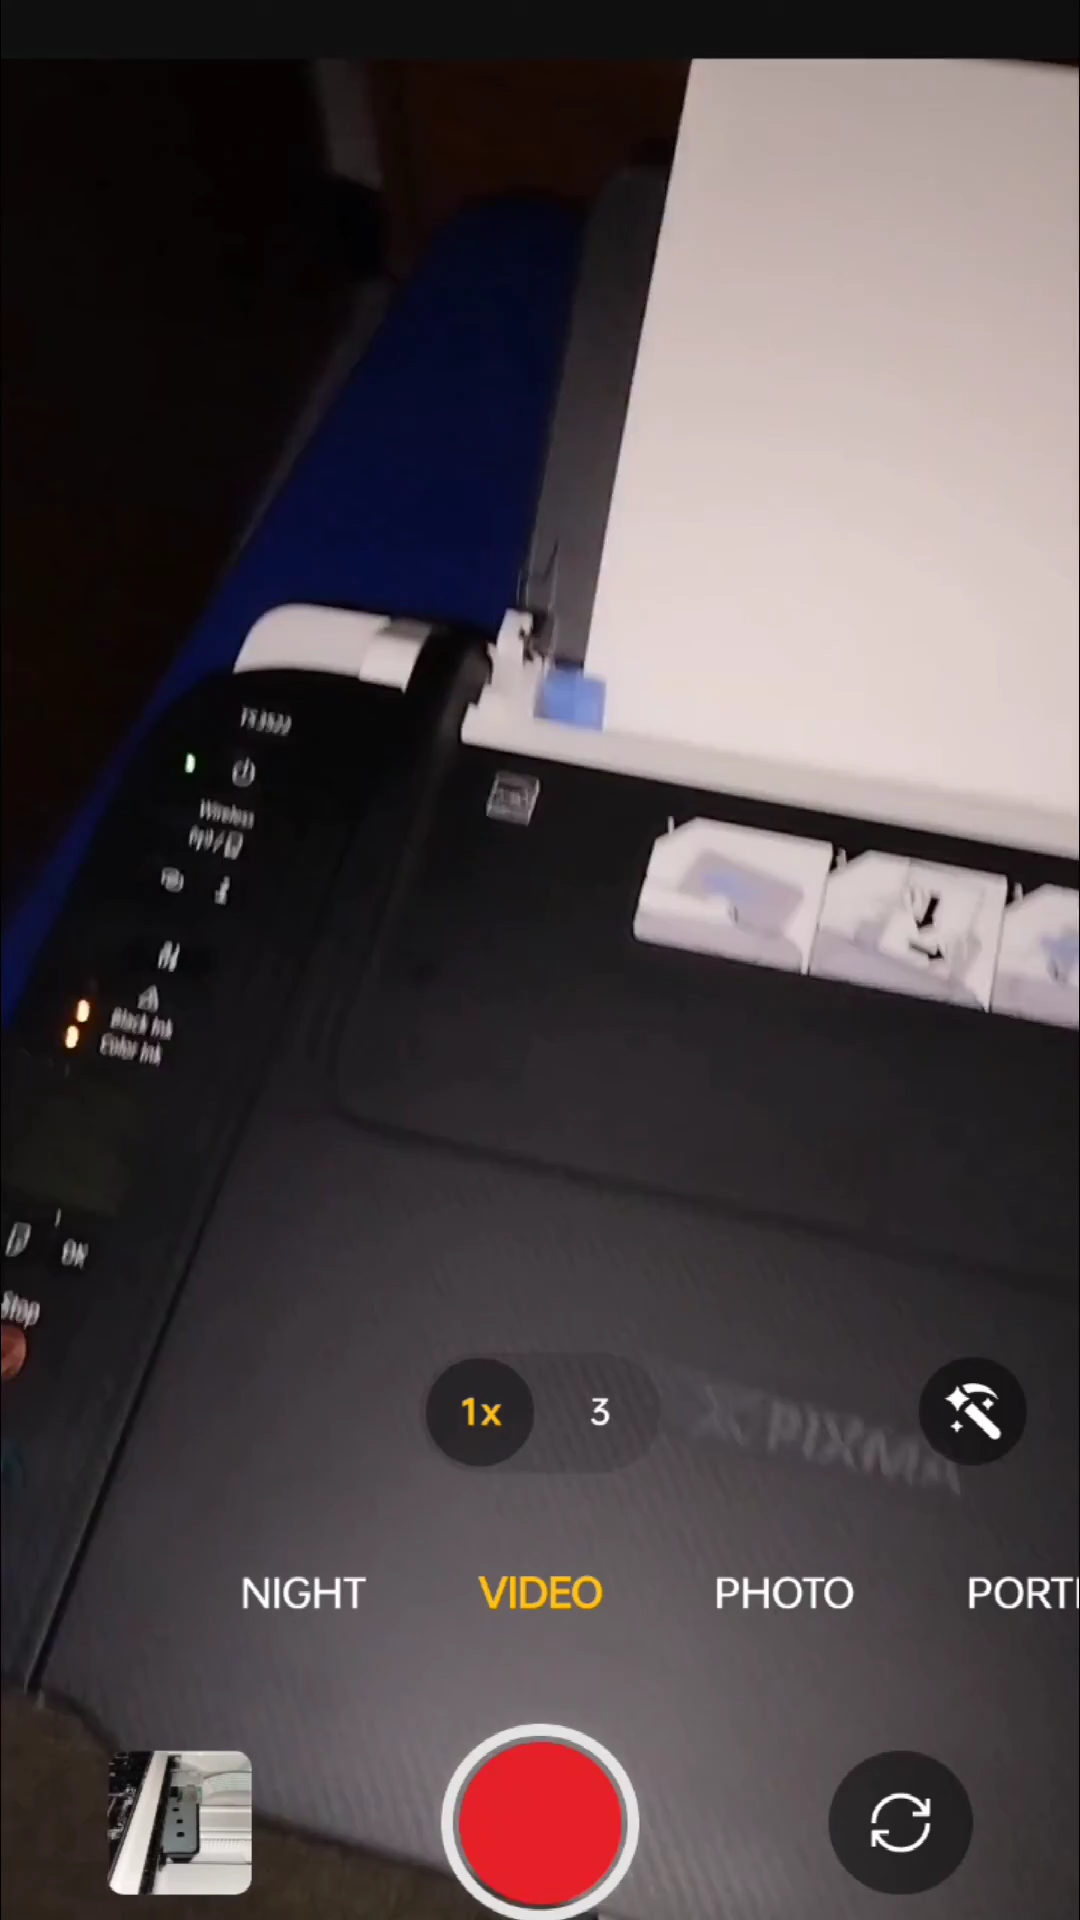 TS3522
Wireless
Black Ink
Color Ink
OK
Stop
1x
3
PIXMA
NIGHT
VIDEO
PHOTO
PORT